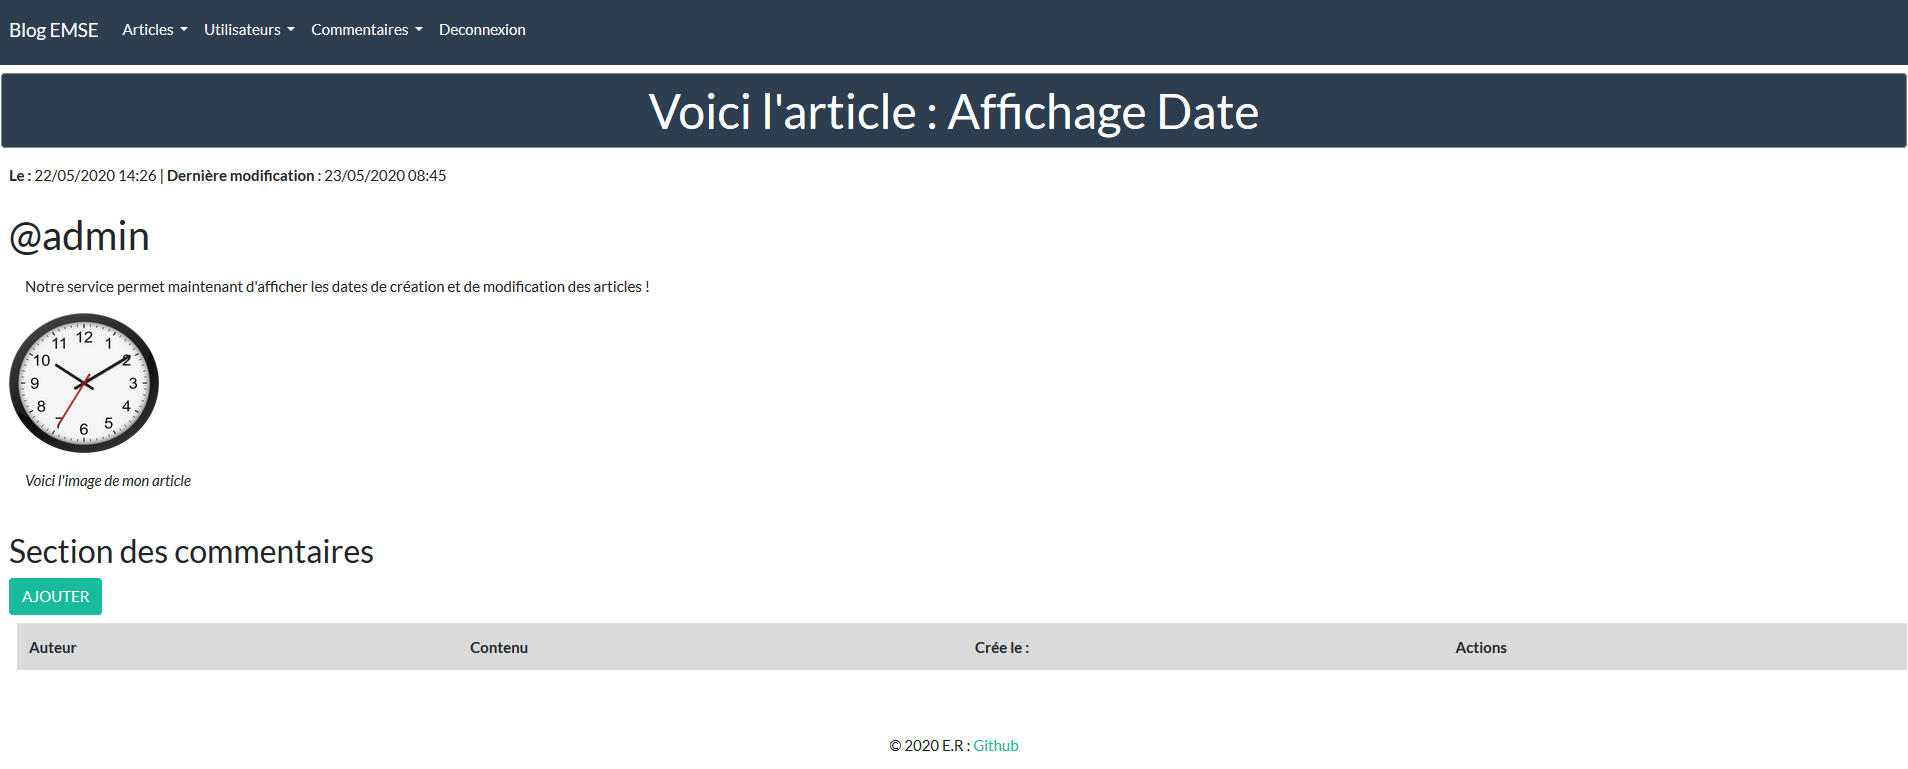 Blog EMSE Articles Utilisateurs Commentaires Deconnexion
Voici l'article : Affichage Date
Le : 22/05/2020 14:26 | Dernière modification : 23/05/2020 08:45
@admin
Notre service permet maintenant d'afficher les dates de création et de modification des articles !
12
11 1
10 2
9 3
8 4
7 5
6
Voici l'image de mon article
Section des commentaires
AJOUTER
Auteur Contenu Crée le : Actions
© 2020 E.R : Github